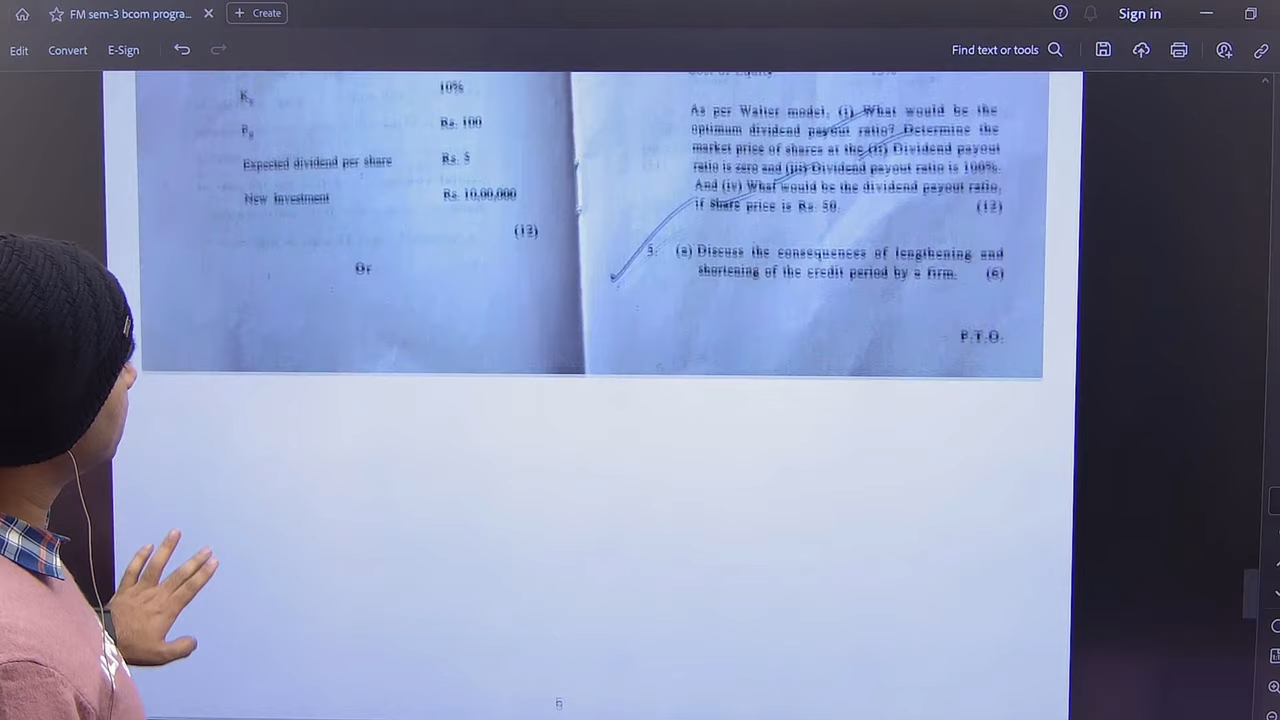 FM sem-3 bcom progra...
Create
Sign in
Edit
Convert
E-Sign
Find text or tools
10%
Rs. 100
Expected dividend per share
Rs. 5
New investment
Rs. 10,00,000
(12)
Or
Cost of Equity 15%
As per Walter model, (i) What would be the
optimum dividend payout ratio? Determine the
market price of shares at the (ii) Dividend payout
ratio is zero and (iii) Dividend payout ratio is 100%.
And (iv) What would be the dividend payout ratio,
if share price is Rs. 50. (12)
5. (a) Discuss the consequences of lengthening and
shortening of the credit period by a firm. (6)
P.T.O.